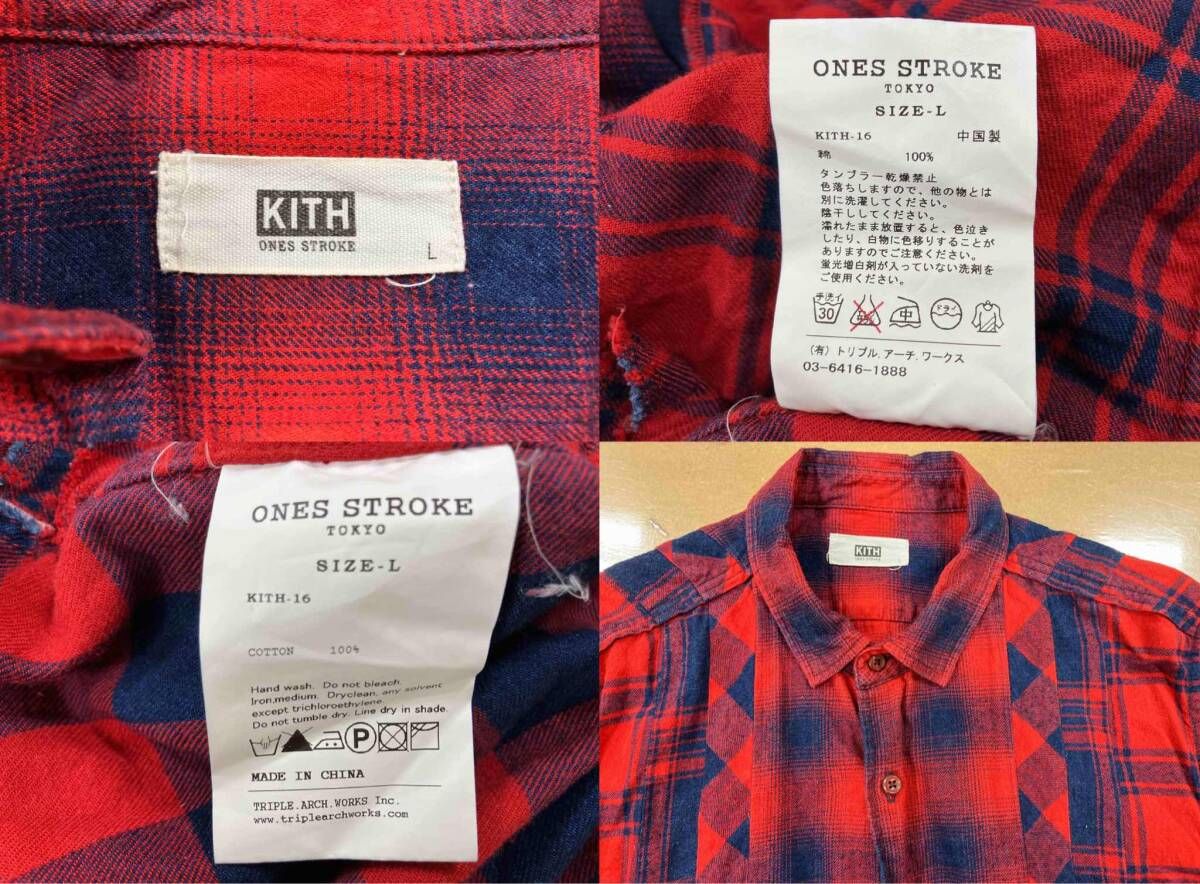 KITH
ONES STROKE
L
ONES STROKE
TOKYO
SIZE-L
KITH-16 中国製
綿 100%
タンブラー乾燥禁止
色落ちしますので、他の物とは
別に洗濯してください。
陰干ししてください。
濡れたまま放置すると、色泣き
したり、白物に色移りすることが
ありますのでご注意ください。
蛍光増白剤が入っていない洗剤を
ご使用ください。
手洗イ
30
中
ドライ
(有)トリプル.アーチ.ワークス
03-6416-1888
ONES STROKE
TOKYO
SIZE-L
KITH-16
COTTON 100%
Hand wash. Do not bleach.
Iron,medium. Dryclean, any solvent
except trichloroethylene.
Do not tumble dry. Line dry in shade.
P
MADE IN CHINA
TRIPLE.ARCH.WORKS Inc.
www.triplearchworks.com
KITH
ONES STROKE